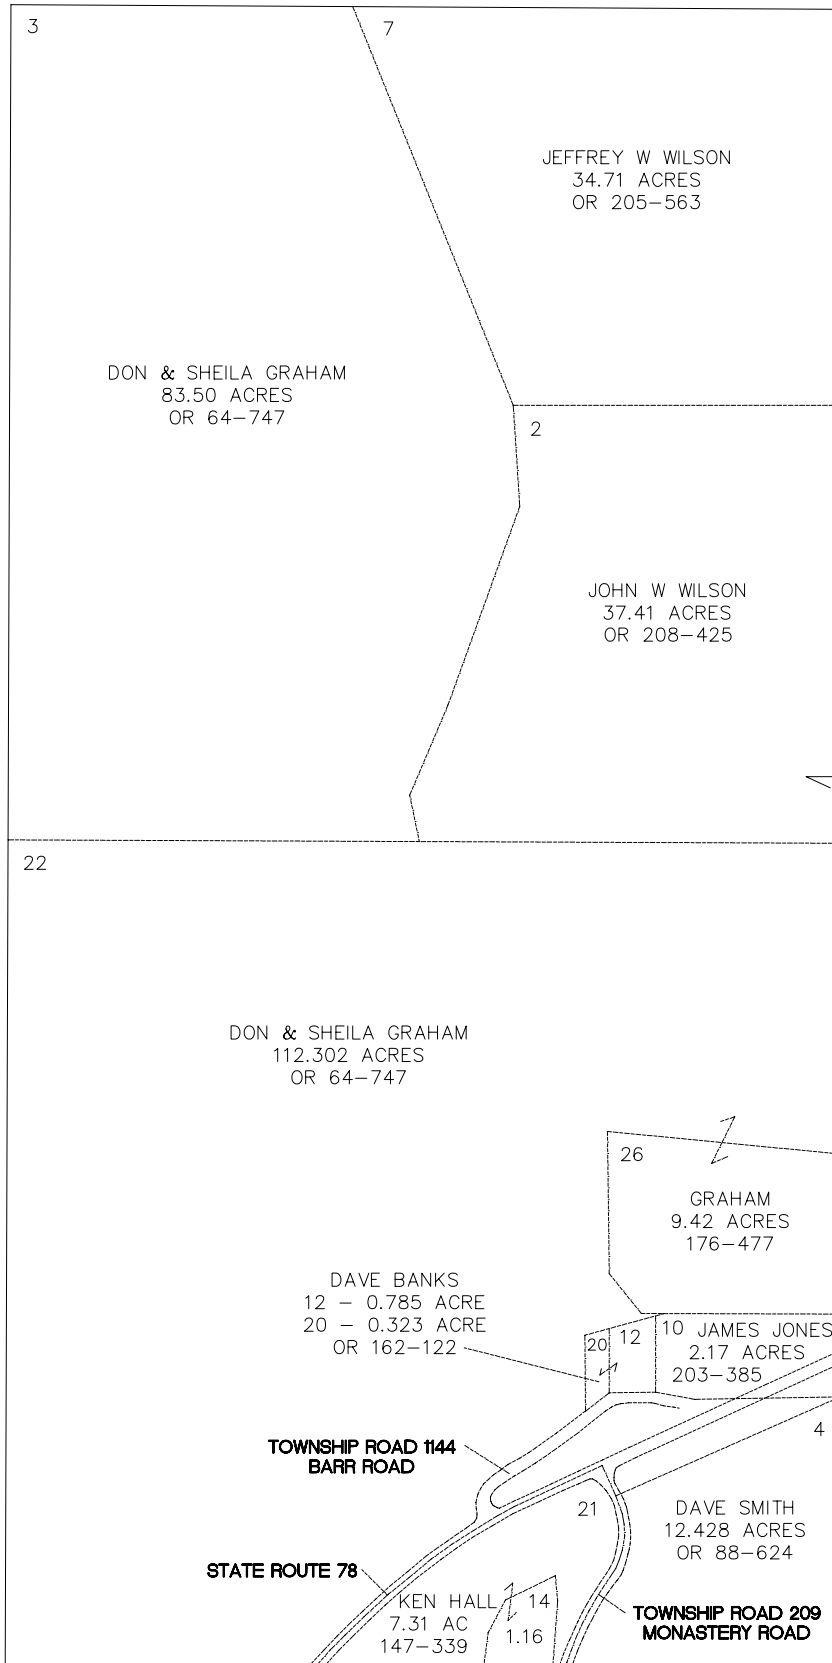 3
7
JEFFREY W WILSON
34.71 ACRES
OR 205-563
DON & SHEILA GRAHAM
83.50 ACRES
OR 64-747
2
JOHN W WILSON
37.41 ACRES
OR 208-425
22
DON & SHEILA GRAHAM
112.302 ACRES
OR 64-747
26
GRAHAM
9.42 ACRES
176-477
DAVE BANKS
12 - 0.785 ACRE
20 - 0.323 ACRE
OR 162-122
20
12
10 JAMES JONES
2.17 ACRES
203-385
4
TOWNSHIP ROAD 1144
BARR ROAD
21
DAVE SMITH
12.428 ACRES
OR 88-624
STATE ROUTE 78
KEN HALL
7.31 AC
147-339
14
1.16
TOWNSHIP ROAD 209
MONASTERY ROAD